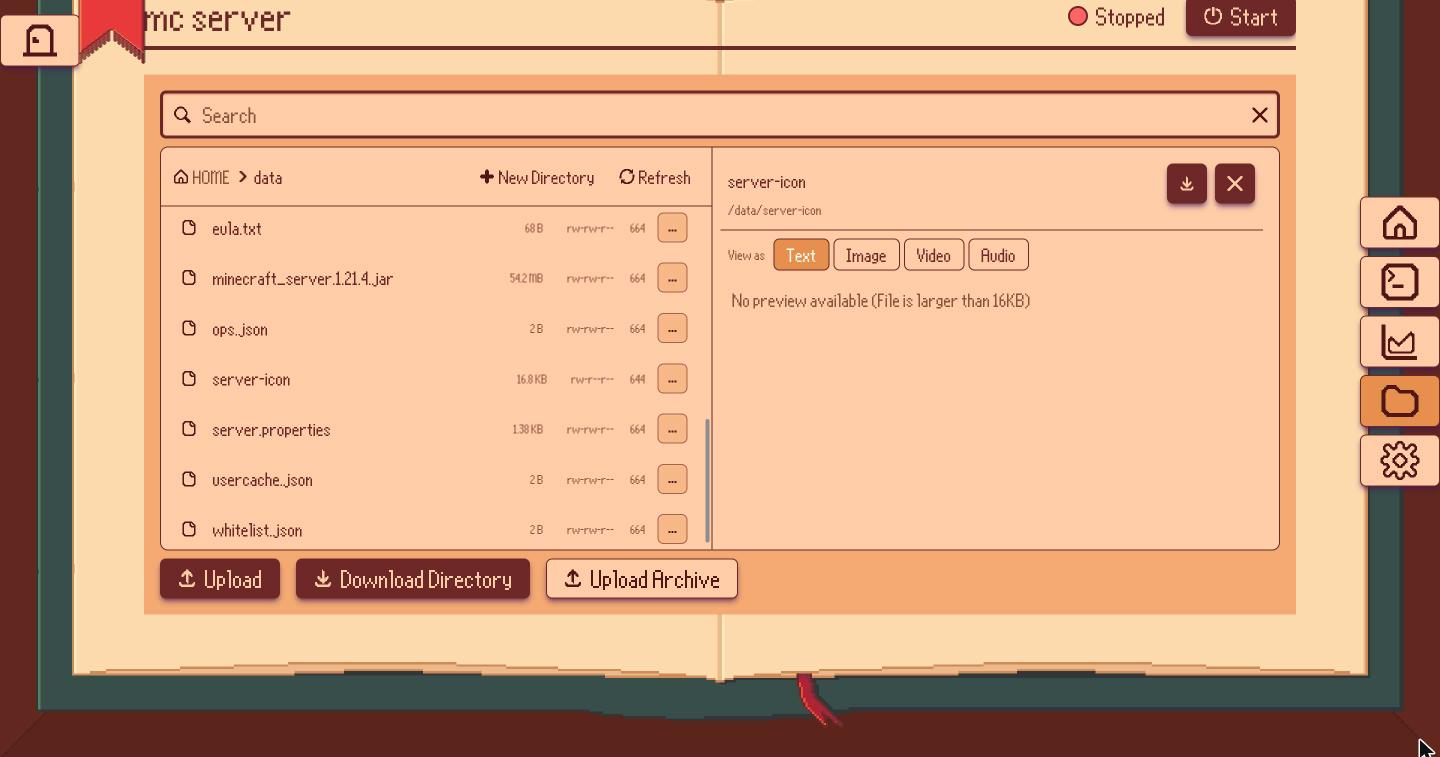 mc server
Stopped
Start
Search
HOME > data
New Directory
Refresh
eula.txt 68 B rw-rw-r-- 664 ...
minecraft_server.1.21.4.jar 54.2 MB rw-rw-r-- 664 ...
ops.json 2 B rw-rw-r-- 664 ...
server-icon 16.8 KB rw-r--r-- 644 ...
server.properties 1.38 KB rw-rw-r-- 664 ...
usercache.json 2 B rw-rw-r-- 664 ...
whitelist.json 2 B rw-rw-r-- 664 ...
server-icon
/data/server-icon
View as Text Image Video Audio
No preview available (File is larger than 16KB)
Upload
Download Directory
Upload Archive